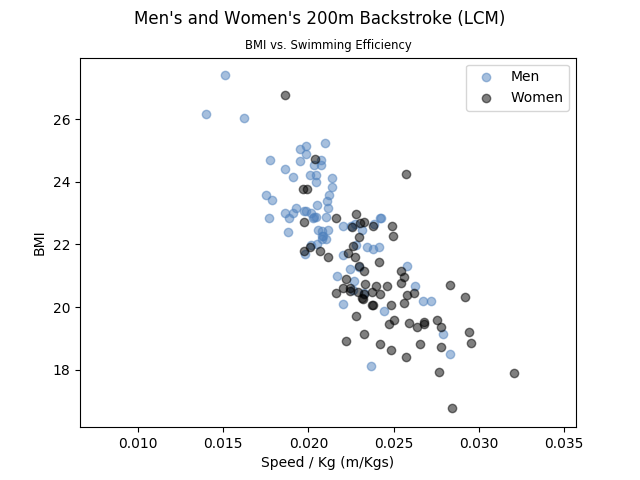 Men's and Women's 200m Backstroke (LCM)
BMI vs. Swimming Efficiency
Men
Women
26
24
22
20
18
BMI
0.010 0.015 0.020 0.025 0.030 0.035
Speed / Kg (m/Kgs)